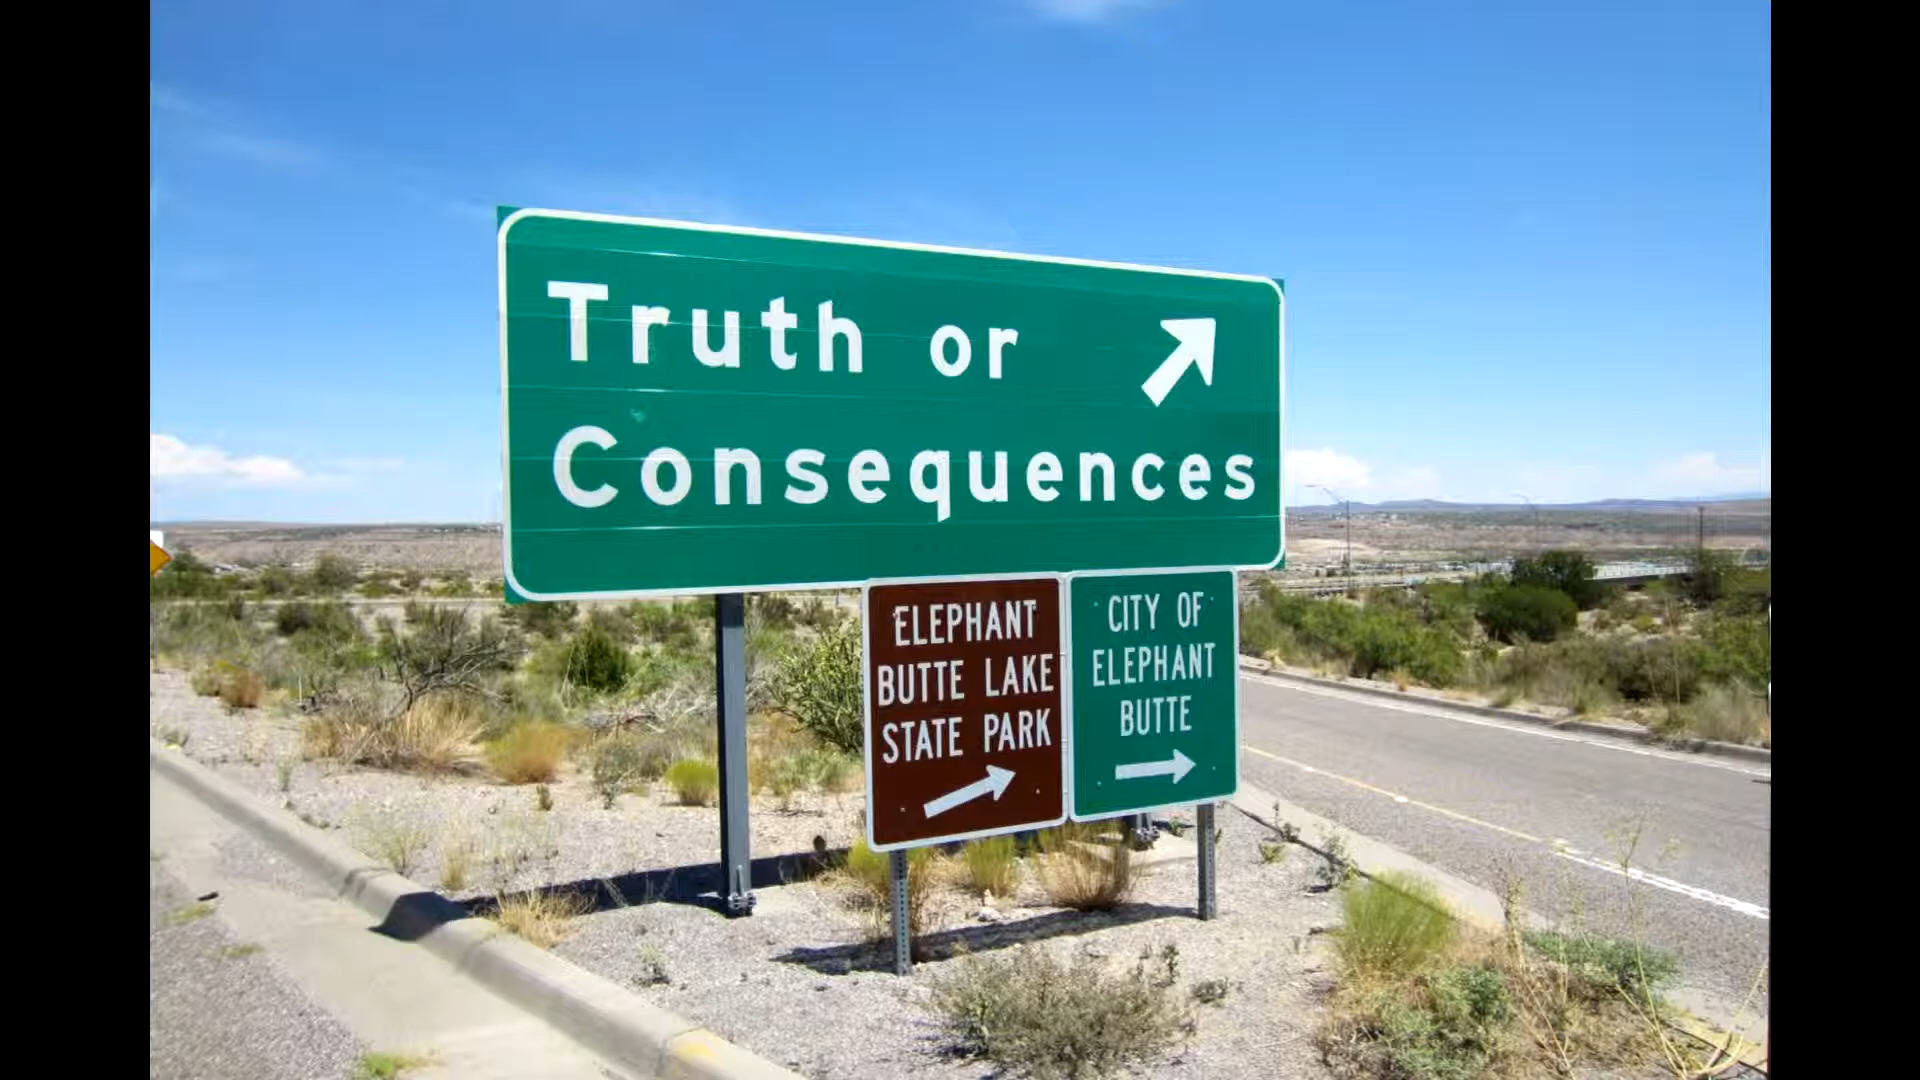 Truth or
Consequences
ELEPHANT
BUTTE LAKE
STATE PARK
CITY OF
ELEPHANT
BUTTE